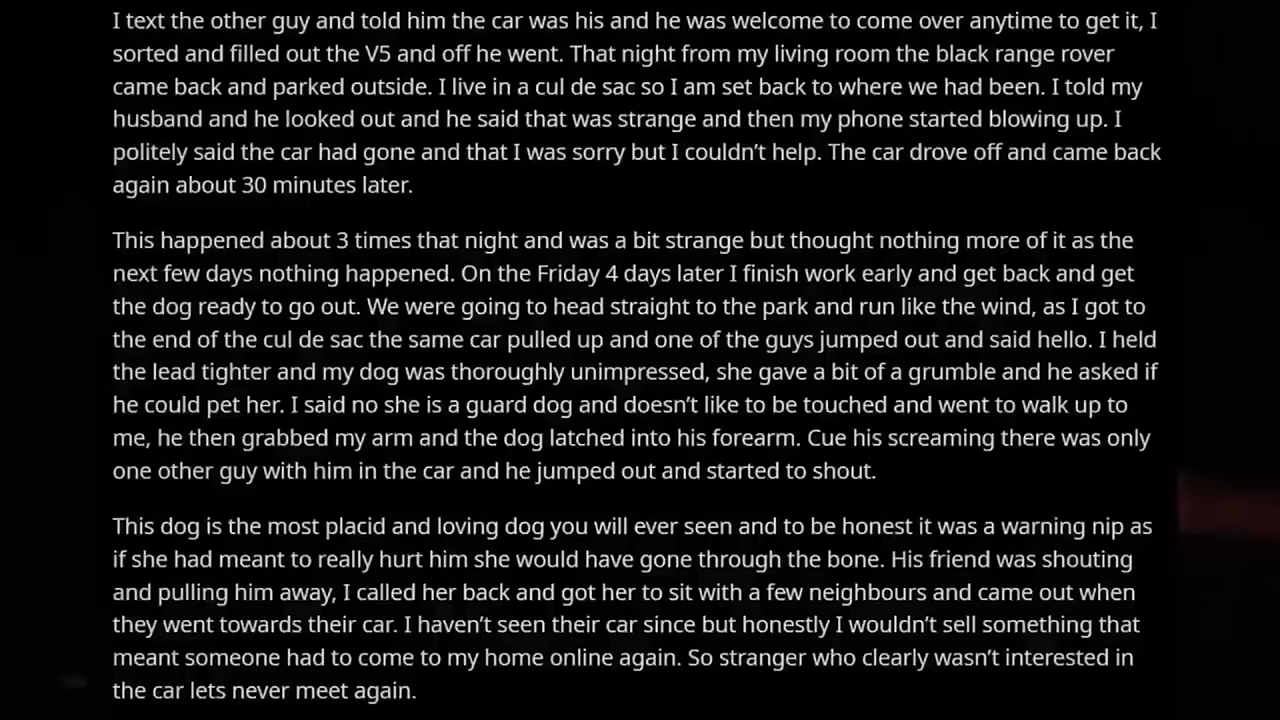 I text the other guy and told him the car was his and he was welcome to come over anytime to get it, I
sorted and filled out the V5 and off he went. That night from my living room the black range rover
came back and parked outside. I live in a cul de sac so I am set back to where we had been. I told my
husband and he looked out and he said that was strange and then my phone started blowing up. I
politely said the car had gone and that I was sorry but I couldn’t help. The car drove off and came back
again about 30 minutes later.
This happened about 3 times that night and was a bit strange but thought nothing more of it as the
next few days nothing happened. On the Friday 4 days later I finish work early and get back and get
the dog ready to go out. We were going to head straight to the park and run like the wind, as I got to
the end of the cul de sac the same car pulled up and one of the guys jumped out and said hello. I held
the lead tighter and my dog was thoroughly unimpressed, she gave a bit of a grumble and he asked if
he could pet her. I said no she is a guard dog and doesn’t like to be touched and went to walk up to
me, he then grabbed my arm and the dog latched into his forearm. Cue his screaming there was only
one other guy with him in the car and he jumped out and started to shout.
This dog is the most placid and loving dog you will ever seen and to be honest it was a warning nip as
if she had meant to really hurt him she would have gone through the bone. His friend was shouting
and pulling him away, I called her back and got her to sit with a few neighbours and came out when
they went towards their car. I haven’t seen their car since but honestly I wouldn’t sell something that
meant someone had to come to my home online again. So stranger who clearly wasn’t interested in
the car lets never meet again.